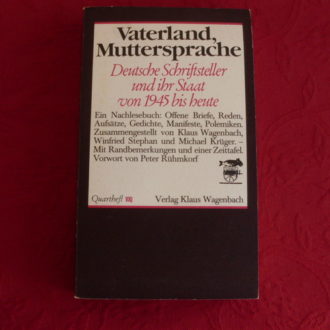 Vaterland,
Muttersprache
Deutsche Schriftsteller
und ihr Staat
von 1945 bis heute
Ein Nachlesebuch: Offene Briefe, Reden,
Aufsätze, Gedichte, Manifeste, Polemiken.
Zusammengestellt von Klaus Wagenbach,
Winfried Stephan und Michael Krüger. –
Mit Randbemerkungen und einer Zeittafel.
Vorwort von Peter Rühmkorf
Quartheft 100 Verlag Klaus Wagenbach